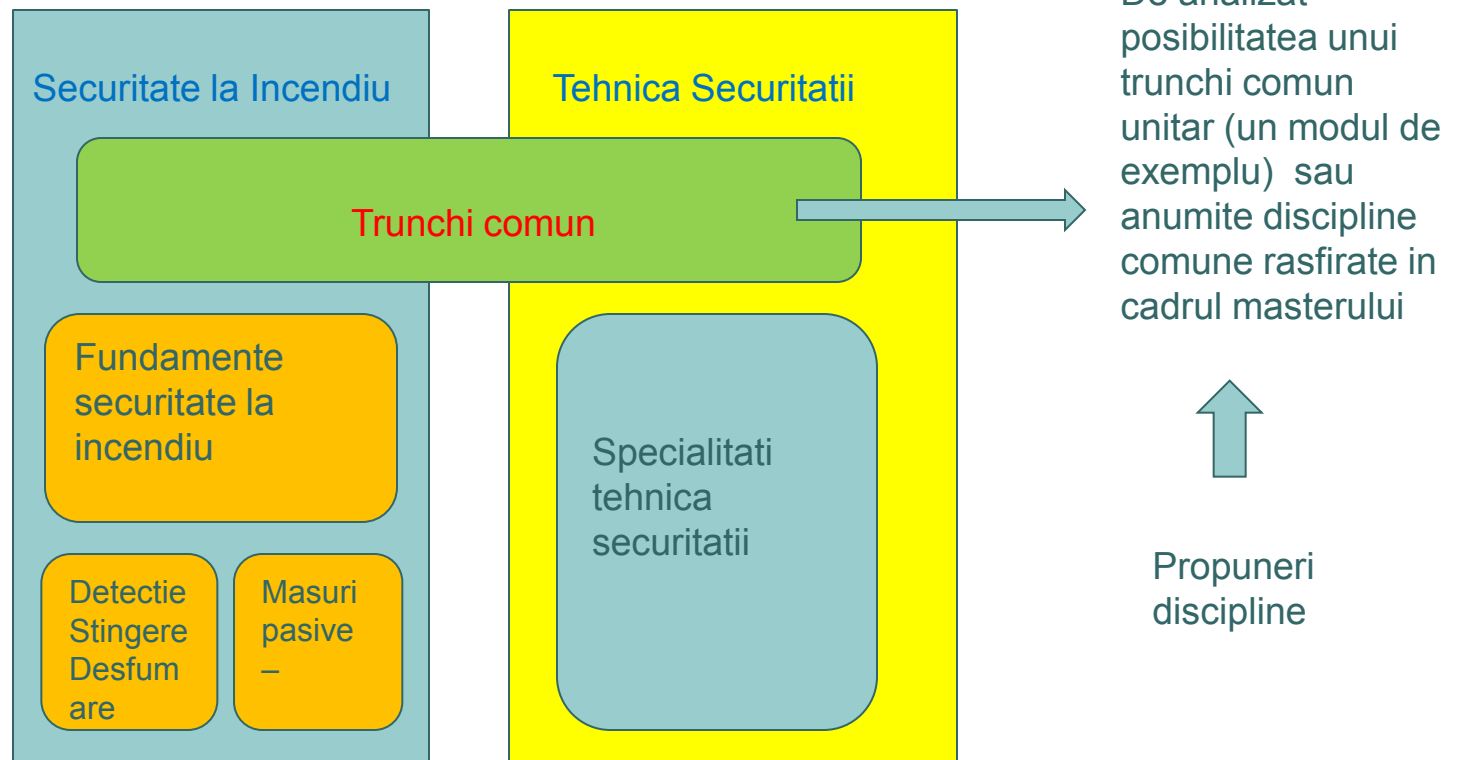 Securitate la Incendiu
Tehnica Securitatii
Trunchi comun
Fundamente
securitate la
incendiu
Detectie
Stingere
Desfum
are
Masuri
pasive
–
Specialitati
tehnica
securitatii
De analizat
posibilitatea unui
trunchi comun
unitar (un modul de
exemplu) sau
anumite discipline
comune rasfirate in
cadrul masterului
Propuneri
discipline